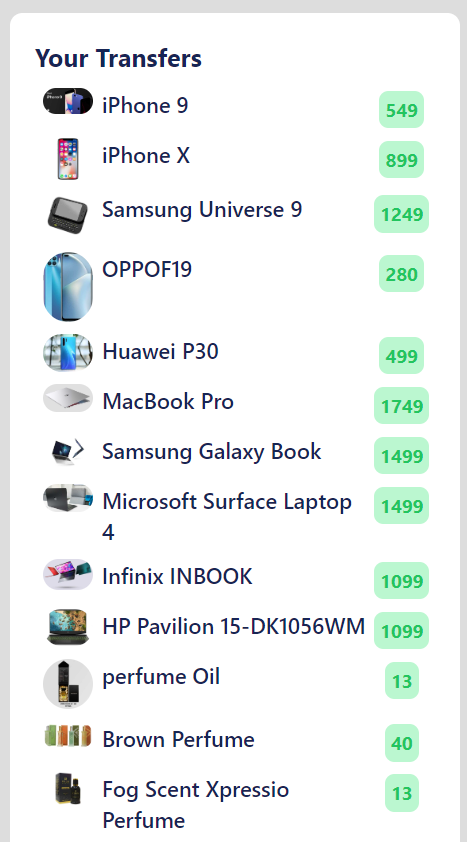 Your Transfers
iPhone 9
549
iPhone X
899
Samsung Universe 9
1249
OPPOF19
280
Huawei P30
499
MacBook Pro
1749
Samsung Galaxy Book
1499
Microsoft Surface Laptop
4
1499
Infinix INBOOK
1099
HP Pavilion 15-DK1056WM
1099
perfume Oil
13
Brown Perfume
40
Fog Scent Xpressio
Perfume
13